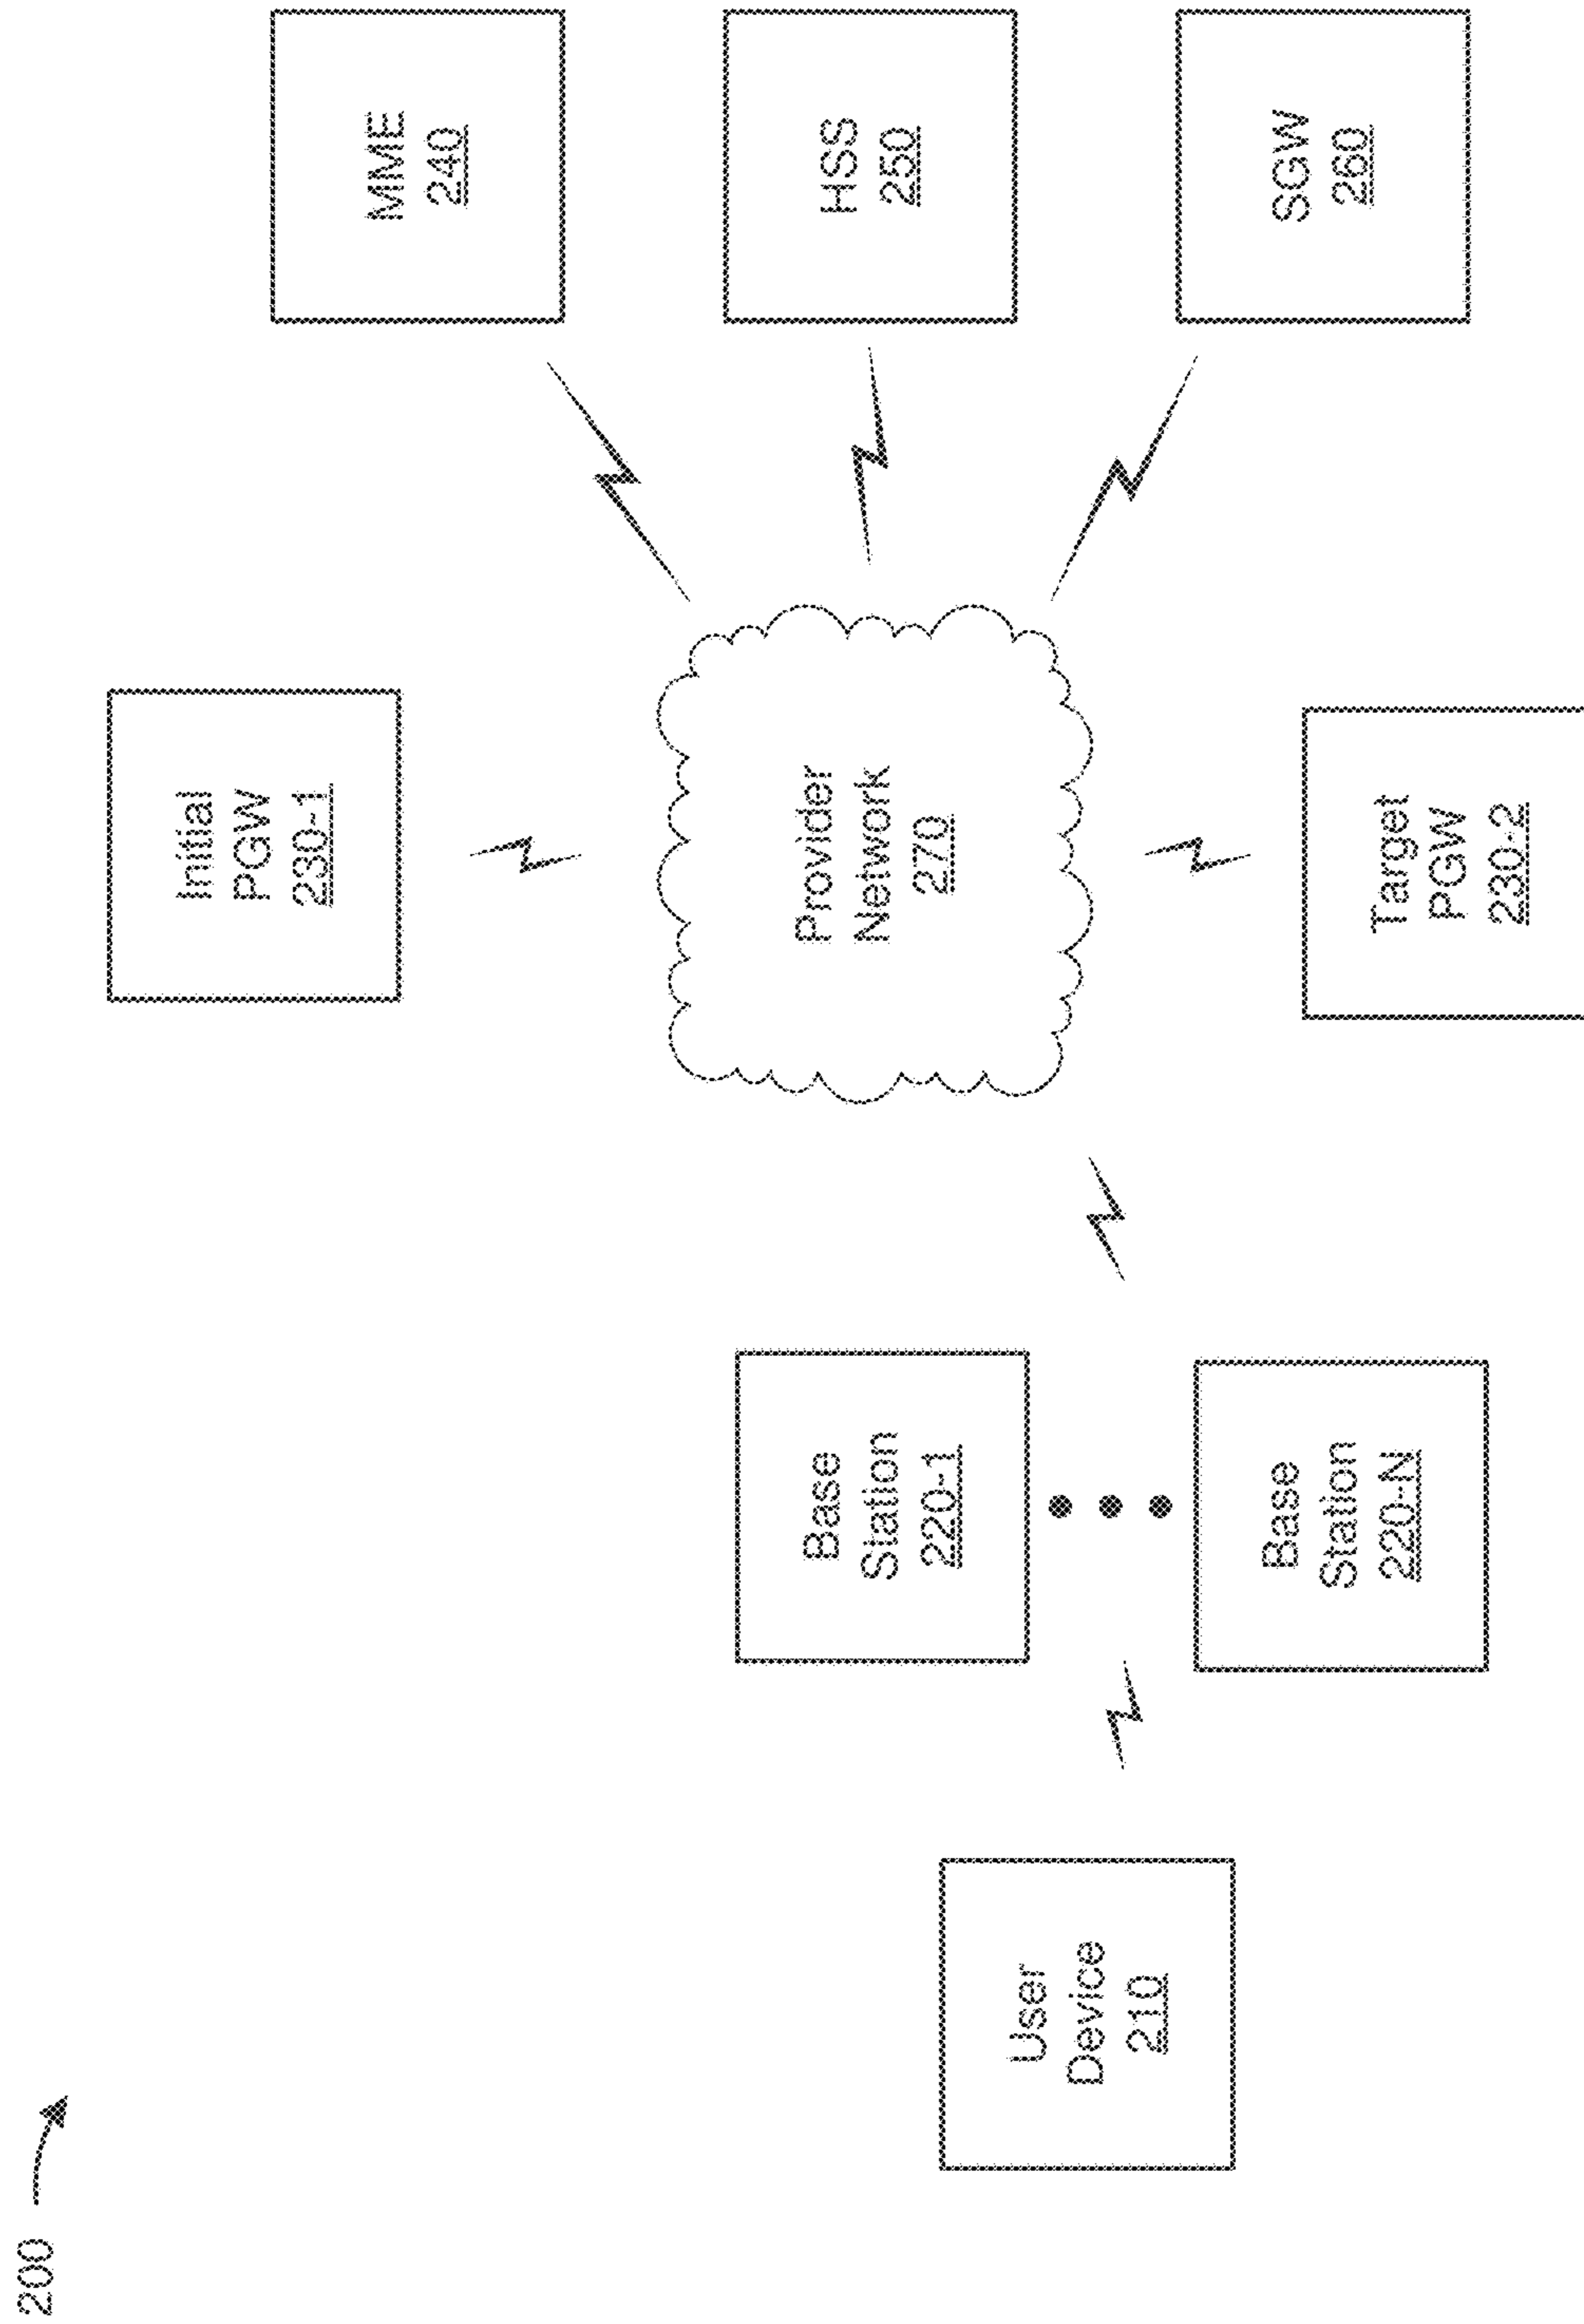 200
Initial
PGW
230-1
MME
240
User
Device
210
Base
Station
220-1
Provider
Network
270
HSS
250
Base
Station
220-N
Target
PGW
230-2
SGW
260